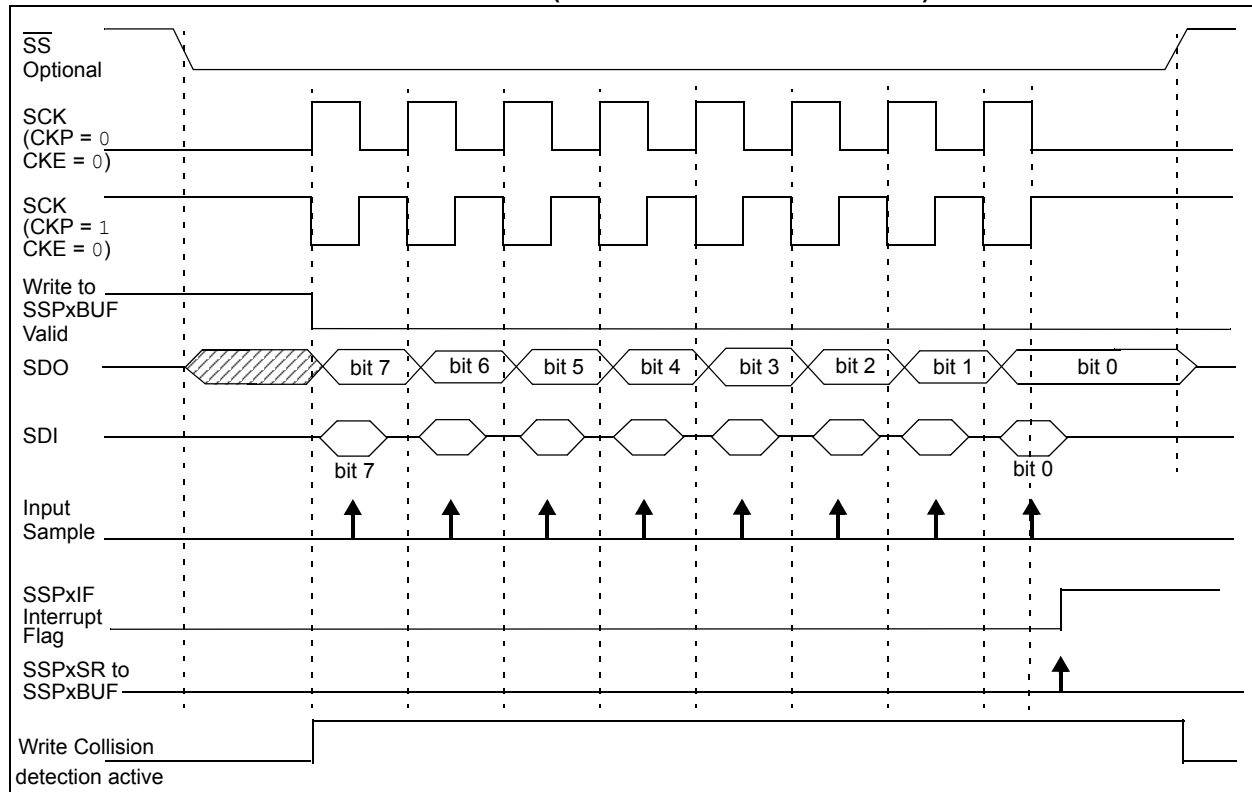 SS
Optional
SCK
(CKP = 0
CKE = 0)
SCK
(CKP = 1
CKE = 0)
Write to
SSPxBUF
Valid
SDO
bit 7
bit 6
bit 5
bit 4
bit 3
bit 2
bit 1
bit 0
SDI
bit 7
bit 0
Input
Sample
SSPxIF
Interrupt
Flag
SSPxSR to
SSPxBUF
Write Collision
detection active